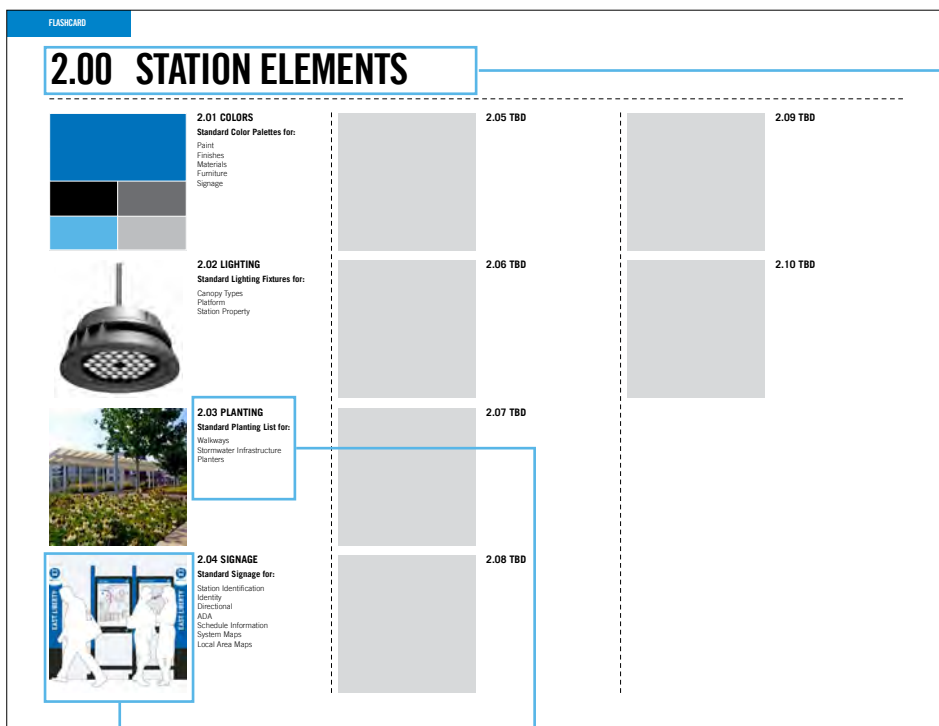 FLASHCARD
2.00 STATION ELEMENTS
2.01 COLORS
Standard Color Palettes for:
Paint
Finishes
Materials
Furniture
Signage
2.02 LIGHTING
Standard Lighting Fixtures for:
Canopy Types
Platform
Station Property
2.03 PLANTING
Standard Planting List for:
Walkways
Stormwater Infrastructure
Planters
2.04 SIGNAGE
Standard Signage for:
Station Identification
Identity
Directional
ADA
Schedule Information
System Maps
Local Area Maps
EAST LIBERTY
EAST LIBERTY
2.05 TBD
2.06 TBD
2.07 TBD
2.08 TBD
2.09 TBD
2.10 TBD